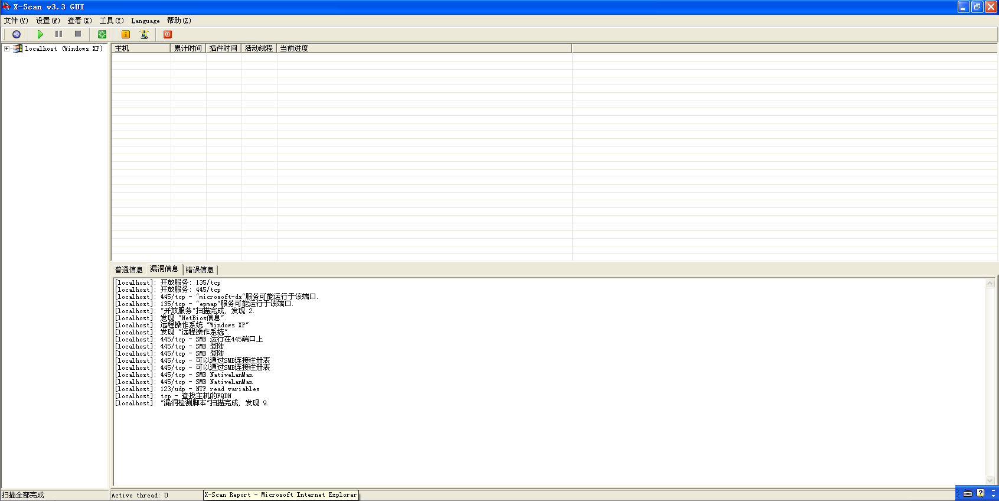 X-Scan v3.3 GUI
文件(V) 设置(W) 查看(X) 工具(Y) Language 帮助(Z)
localhost (Windows XP)
主机 累计时间 插件时间 活动线程 当前进度
普通信息 漏洞信息 错误信息
[localhost]: 开放服务: 135/tcp
[localhost]: 开放服务: 445/tcp
[localhost]: 445/tcp - "microsoft-ds"服务可能运行于该端口.
[localhost]: 135/tcp - "epmap"服务可能运行于该端口.
[localhost]: "开放服务"扫描完成, 发现 2.
[localhost]: 发现 "NetBios信息".
[localhost]: 远程操作系统 "Windows XP"
[localhost]: 发现 "远程操作系统".
[localhost]: 445/tcp - SMB 运行在445端口上
[localhost]: 445/tcp - SMB 登陆
[localhost]: 445/tcp - SMB 登陆
[localhost]: 445/tcp - 可以通过SMB连接注册表
[localhost]: 445/tcp - 可以通过SMB连接注册表
[localhost]: 445/tcp - SMB NativeLanMan
[localhost]: 445/tcp - SMB NativeLanMan
[localhost]: 123/udp - NTP read variables
[localhost]: tcp - 查找主机的FQDN
[localhost]: "漏洞检测脚本"扫描完成, 发现 9.
扫描全部完成 Active thread: 0 X-Scan Report - Microsoft Internet Explorer